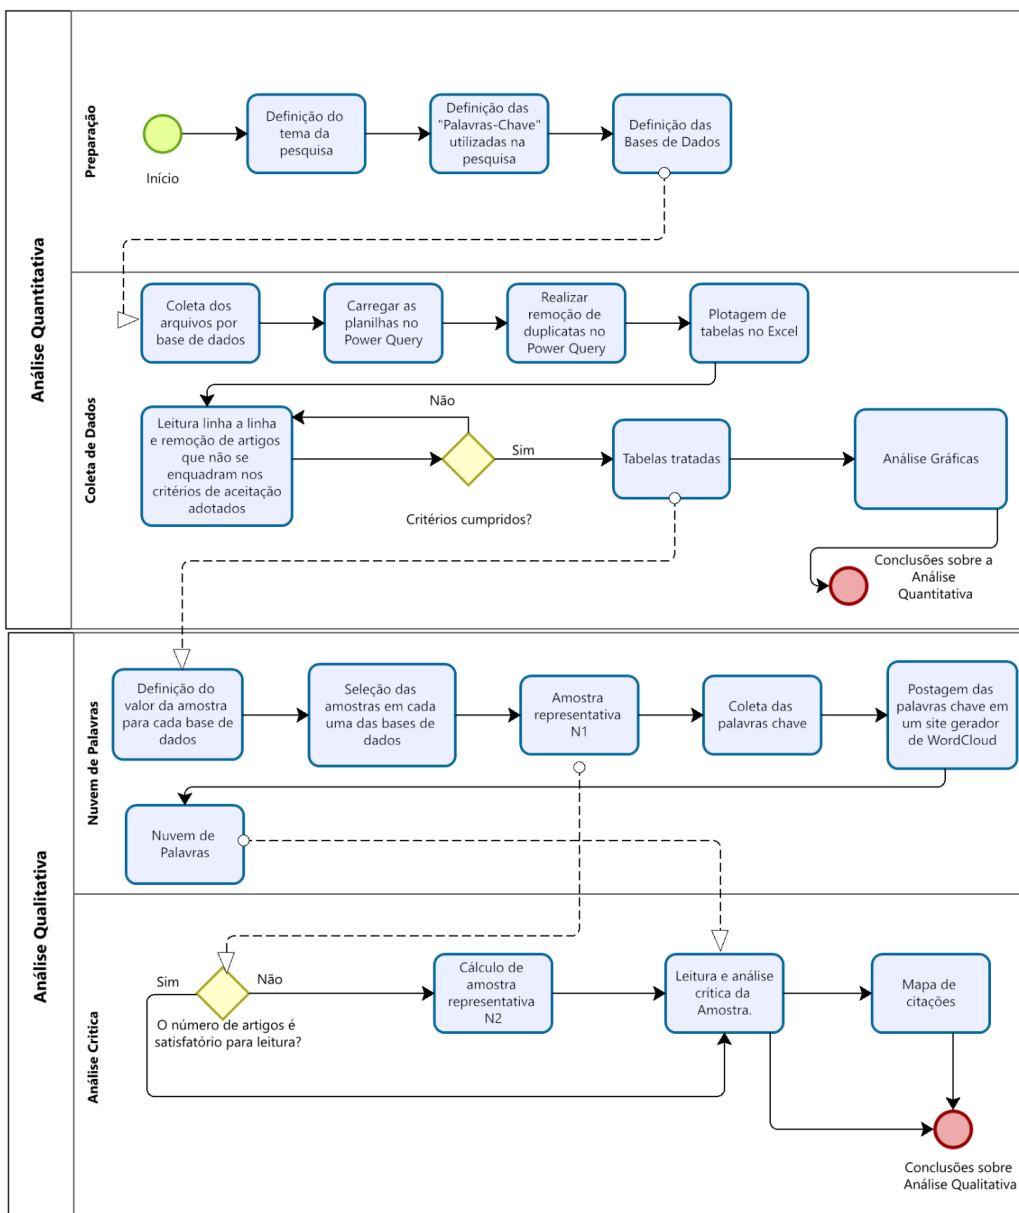 Análise Quantitativa
Preparação
Início
Definição do
tema da
pesquisa
Definição das
"Palavras-Chave"
utilizadas na
pesquisa
Definição das
Bases de Dados
Coleta de Dados
Coleta dos
arquivos por
base de dados
Carregar as
planilhas no
Power Query
Realizar
remoção de
duplicatas no
Power Query
Plotagem de
tabelas no Excel
Leitura linha a linha
e remoção de artigos
que não se
enquadram nos
critérios de aceitação
adotados
Não
Sim
Critérios cumpridos?
Tabelas tratadas
Análise Gráficas
Conclusões sobre a
Análise
Quantitativa
Análise Qualitativa
Nuvem de Palavras
Definição do
valor da amostra
para cada base de
dados
Seleção das
amostras em cada
uma das bases de
dados
Amostra
representativa
N1
Coleta das
palavras chave
Postagem das
palavras chave em
um site gerador
de WordCloud
Nuvem de
Palavras
Análise Critica
Sim
Não
O número de artigos é
satisfatório para leitura?
Cálculo de
amostra
representativa
N2
Leitura e análise
crítica da
Amostra.
Mapa de
citações
Conclusões sobre
Análise Qualitativa